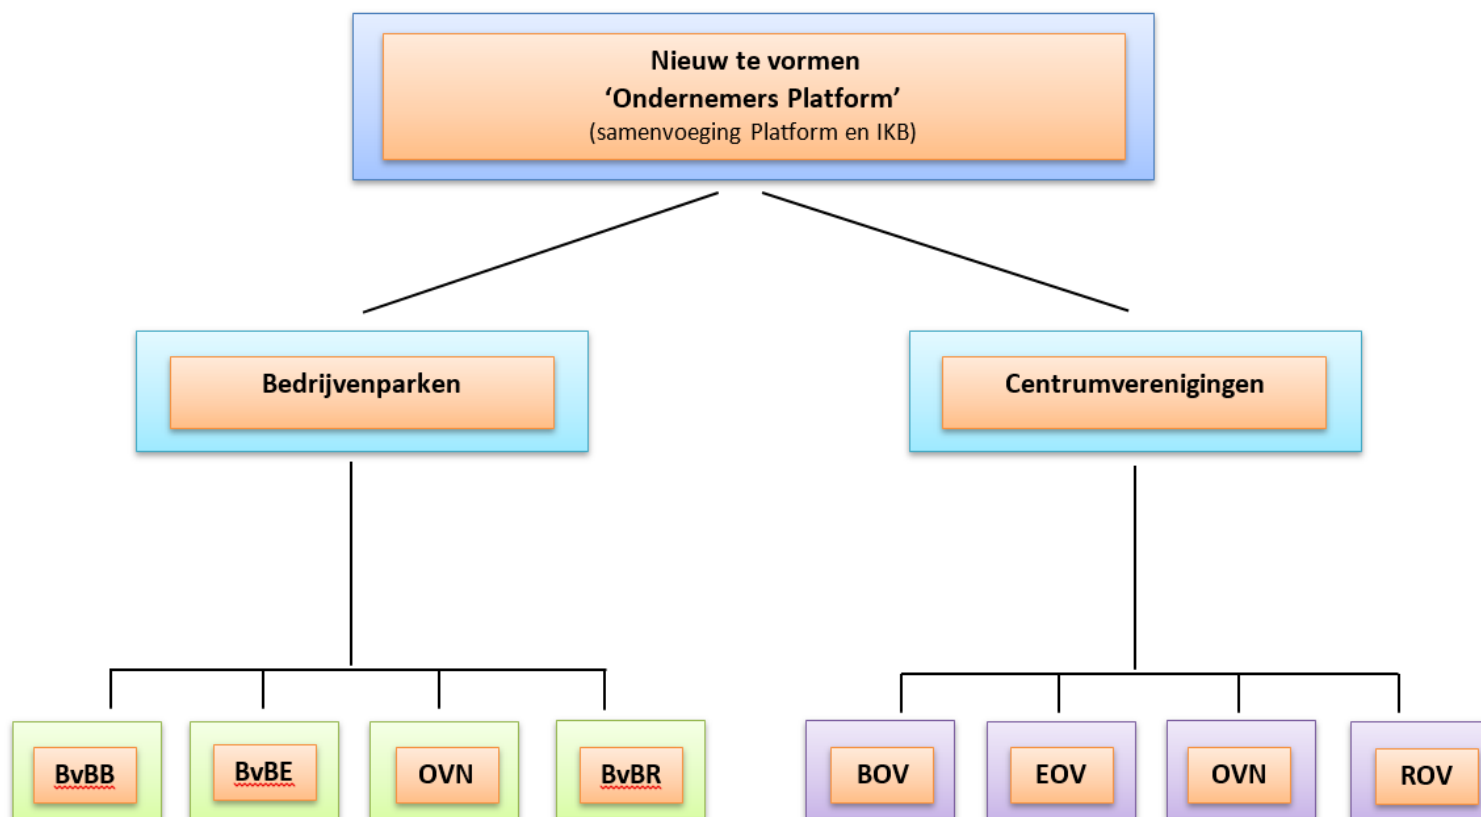 Nieuw te vormen
‘Ondernemers Platform’
(samenvoeging Platform en IKB)
Bedrijvenparken
Centrumverenigingen
BvBB
BvBE
OVN
BvBR
BOV
EOV
OVN
ROV